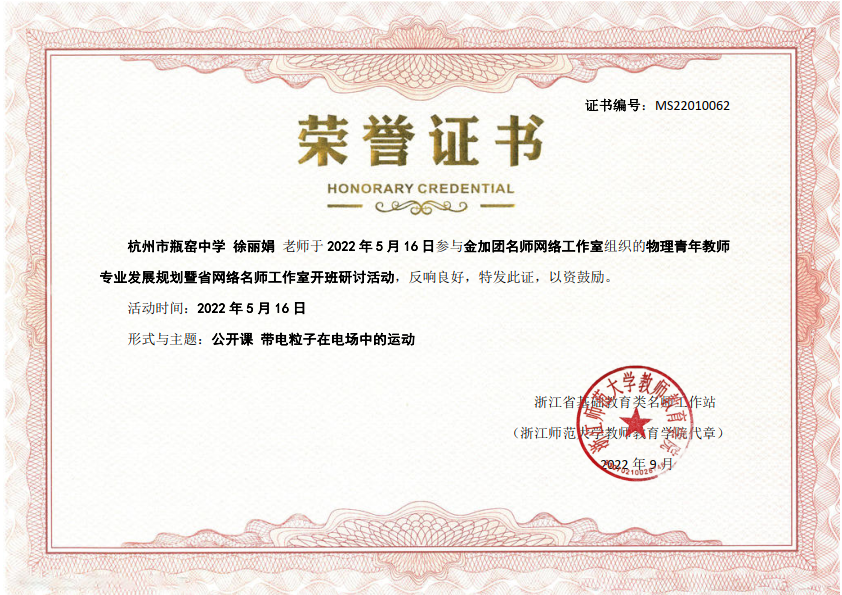 证书编号：MS22010062
荣誉证书
HONORARY CREDENTIAL
杭州市瓶窑中学 徐丽娟 老师于 2022 年 5 月 16 日参与金加团名师网络工作室组织的物理青年教师
专业发展规划暨省网络名师工作室开班研讨活动，反响良好，特发此证，以资鼓励。
活动时间：2022 年 5 月 16 日
形式与主题：公开课 带电粒子在电场中的运动
浙江省基础教育类名师工作站
（浙江师范大学教师教育学院代章）
2022 年 9 月
浙江师范大学教师教育学院